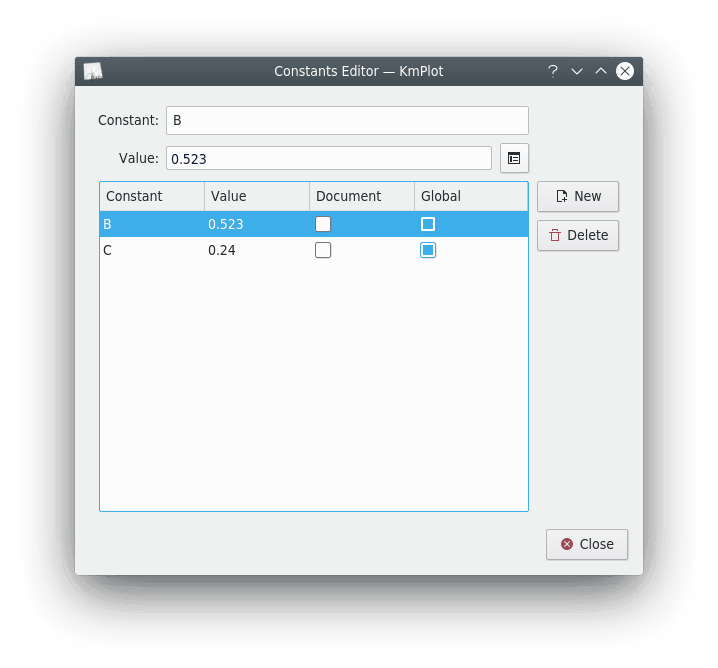 Constants Editor — KmPlot
Constant: B
Value: 0.523
Constant Value Document Global
B 0.523
C 0.24
New
Delete
Close